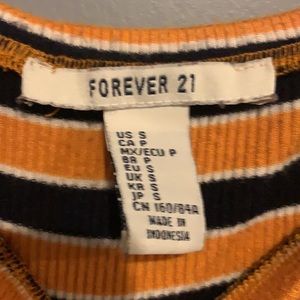 FOREVER 21
US S
CA P
MX/ECU P
BR P
EU S
UK S
KR S
JP S
CN 160/84A
MADE IN
INDONESIA